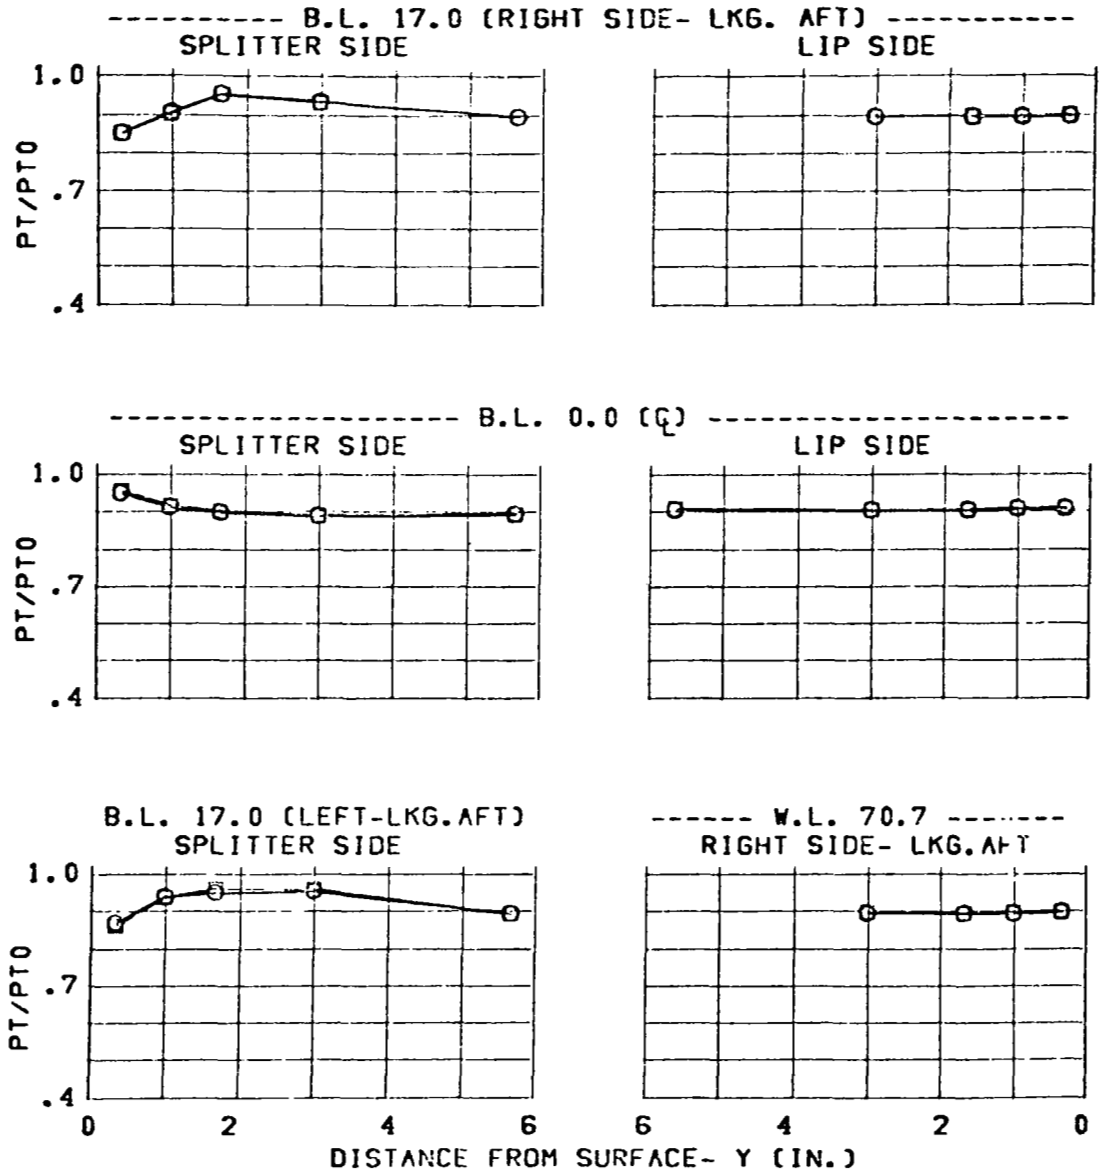 ---------- B.L. 17.0 (RIGHT SIDE- LKG. AFT) ----------
SPLITTER SIDE LIP SIDE
1.0
.7
.4
PT/PT0
------------------ B.L. 0.0 (℄) -------------------
SPLITTER SIDE LIP SIDE
1.0
.7
.4
PT/PT0
B.L. 17.0 (LEFT-LKG.AFT) ------ W.L. 70.7 -------
SPLITTER SIDE RIGHT SIDE- LKG.AFT
1.0
.7
.4
PT/PT0
0 2 4 6 6 4 2 0
DISTANCE FROM SURFACE- Y (IN.)